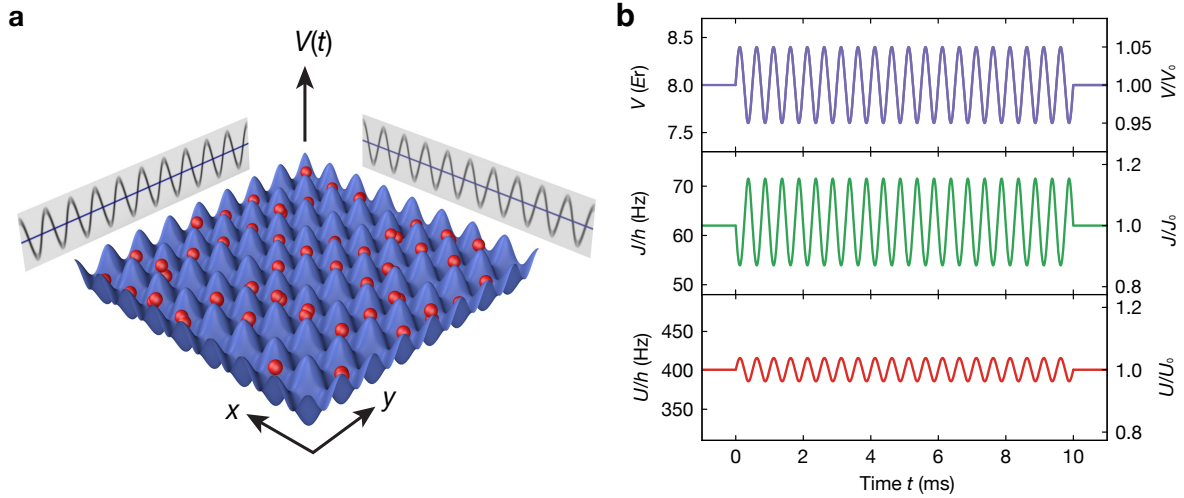 a
V(t)
x
y
b
V (Er)
8.5
8.0
7.5
1.05
1.00
0.95
V/V₀
J/h (Hz)
70
60
50
1.2
1.0
0.8
J/J₀
U/h (Hz)
450
400
350
1.2
1.0
0.8
U/U₀
0 2 4 6 8 10
Time t (ms)